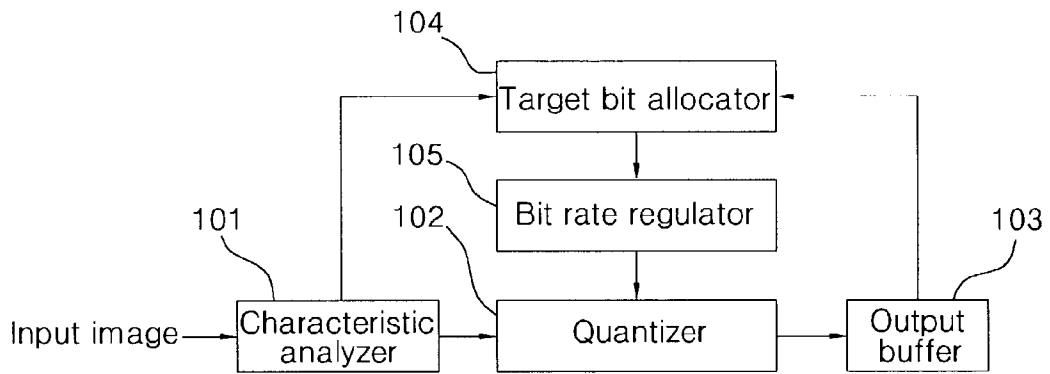 104
Target bit allocator
105
Bit rate regulator
101
102
103
Input image
Characteristic
analyzer
Quantizer
Output
buffer